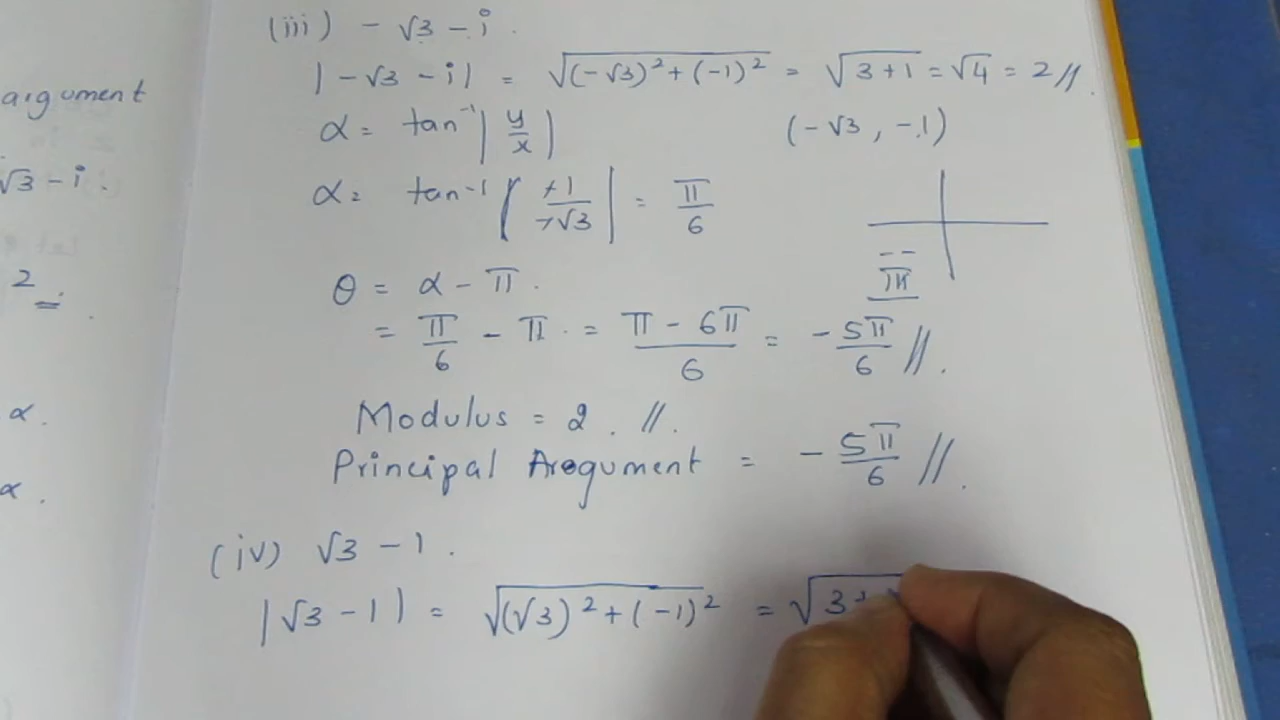 argument
√3 - i.
2
α.
α.
(iii) - √3 - i.
|-√3 - i| = √(-√3)² + (-1)² = √3+1 = √4 = 2 //.
α = tan⁻¹ |y/x| (-√3, -1)
α = tan⁻¹ |-1/-√3| = π/6
θ = α - π.
= π/6 - π. = π - 6π/6 = -5π/6 //.
Modulus = 2. //.
Principal Aregument = -5π/6 //.
(iv) √3 - 1.
|√3 - 1| = √(√3)² + (-1)² = √3+